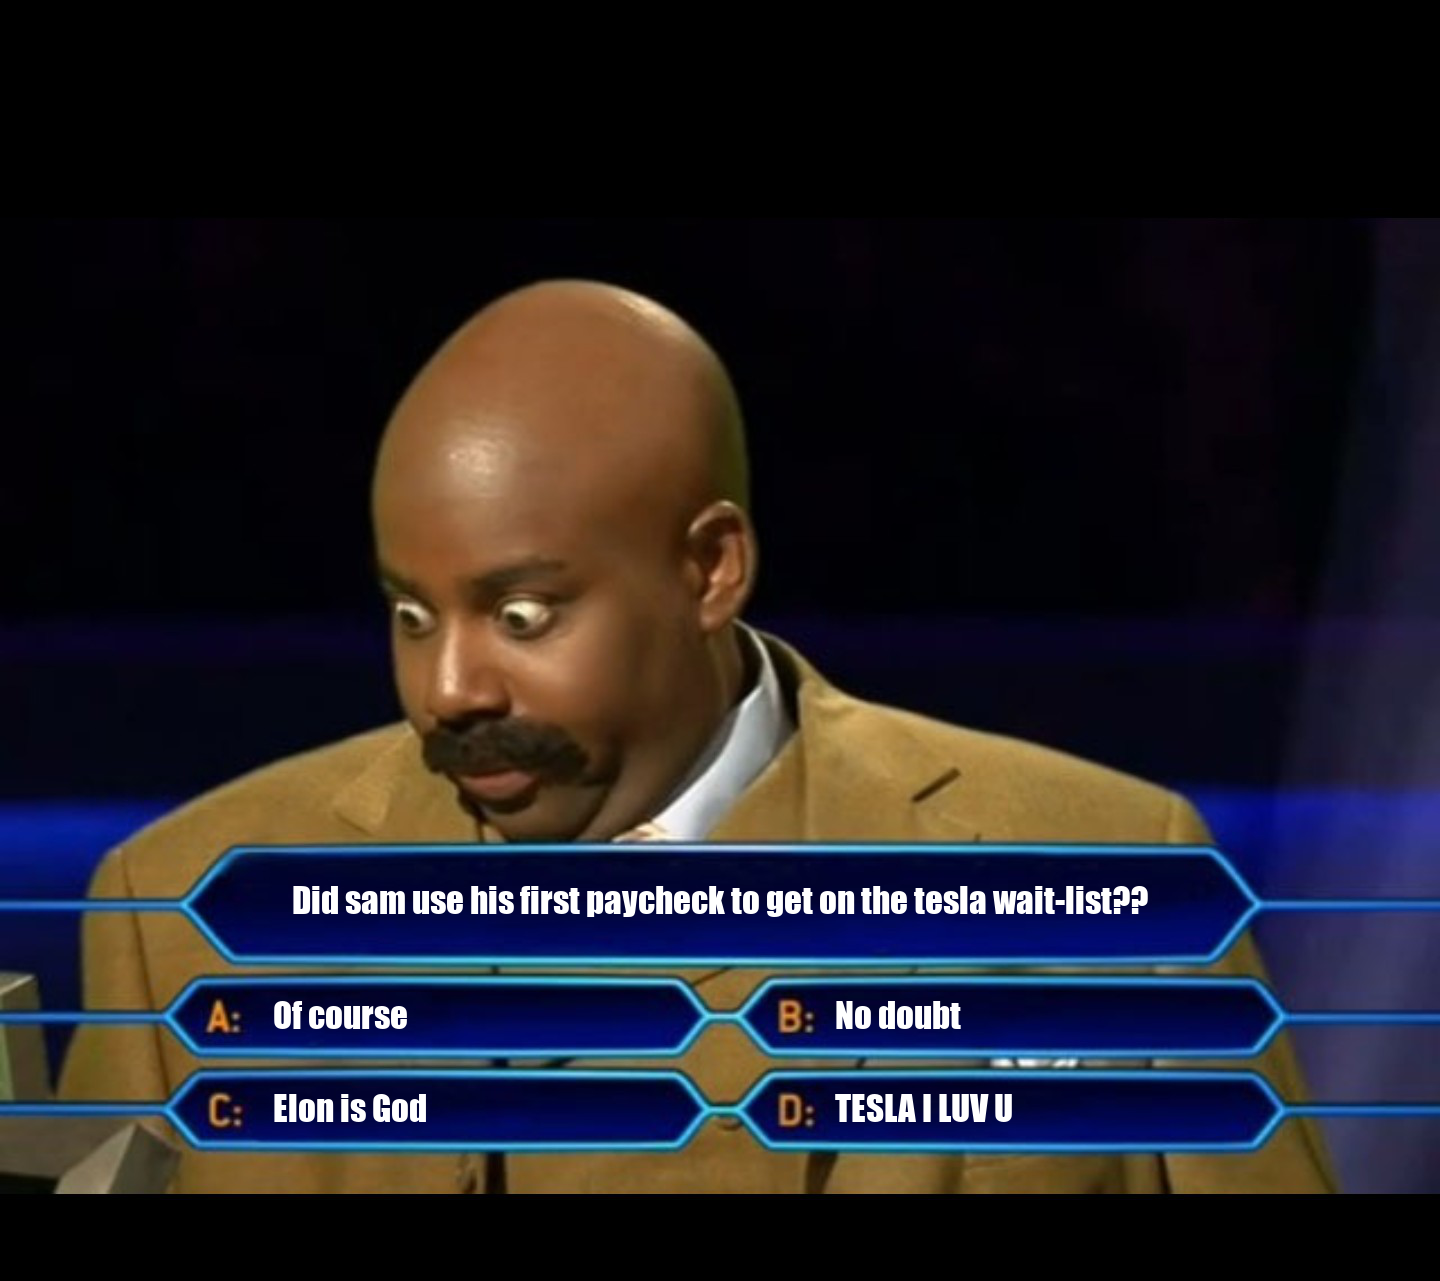 Did sam use his first paycheck to get on the tesla wait-list??
A: Of course
B: No doubt
C: Elon is God
D: TESLA I LUV U